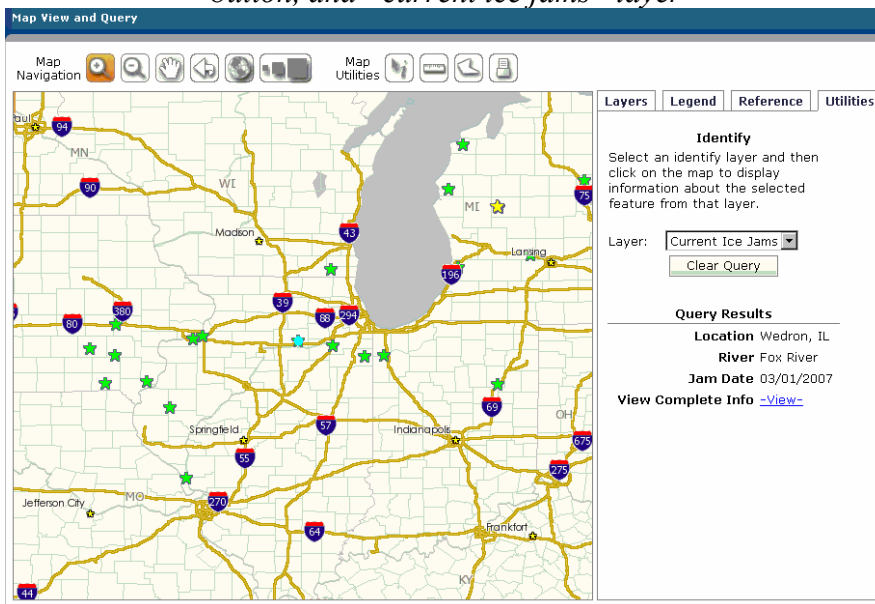 button, and "current ice jams" layer
Map View and Query
Map
Navigation
Map
Utilities
Layers
Legend
Reference
Utilities
Identify
Select an identify layer and then
click on the map to display
information about the selected
feature from that layer.
Layer:
Current Ice Jams
Clear Query
Query Results
Location Wedron, IL
River Fox River
Jam Date 03/01/2007
View Complete Info -View-
aul
94
MN
90
WI
75
MI
Madison
43
Lansing
196
39
380
88
294
80
69
OH
57
Springfield
Indianapolis
675
55
275
Jefferson City
MO
270
64
Frankfort
KY
44